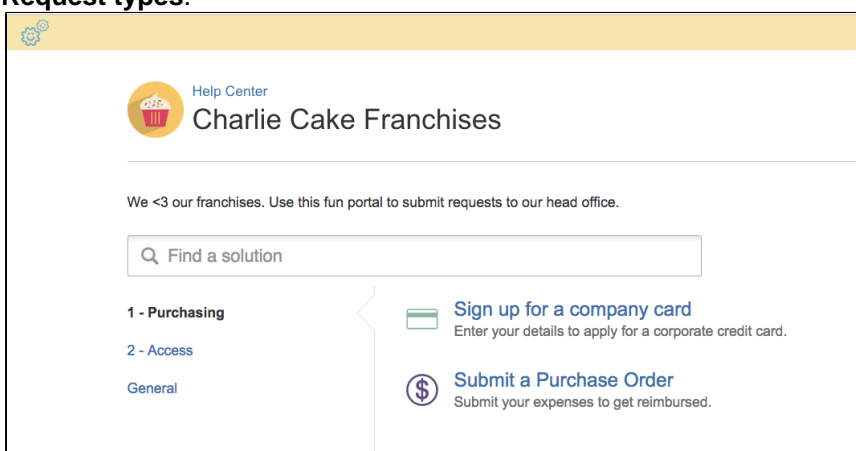 Request types:
Help Center
Charlie Cake Franchises
We <3 our franchises. Use this fun portal to submit requests to our head office.
Find a solution
1 - Purchasing
2 - Access
General
Sign up for a company card
Enter your details to apply for a corporate credit card.
Submit a Purchase Order
Submit your expenses to get reimbursed.